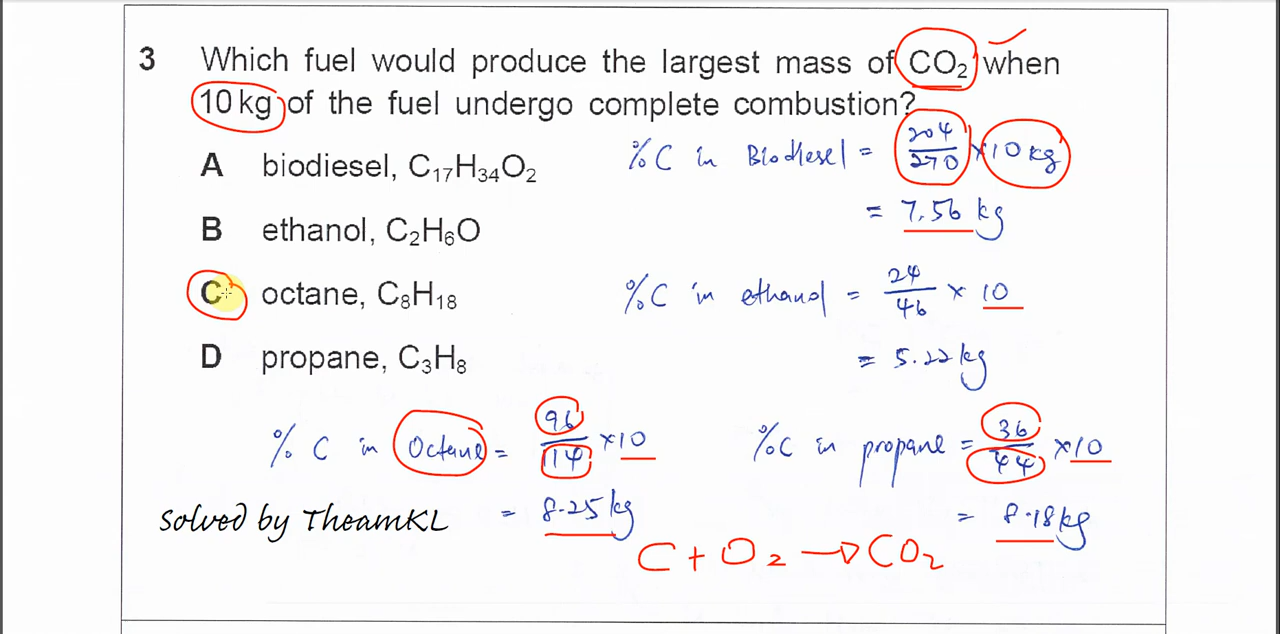 3 Which fuel would produce the largest mass of CO₂ when
10 kg of the fuel undergo complete combustion?
A biodiesel, C₁₇H₃₄O₂
B ethanol, C₂H₆O
C octane, C₈H₁₈
D propane, C₃H₈
%C in Biodiesel = 204/270 × 10 kg
= 7.56 kg
%C in ethanol = 24/46 × 10
= 5.22 kg
% C in Octane = 96/114 × 10
= 8.25 kg
%C in propane = 36/44 × 10
= 8.18 kg
Solved by TheamKL
C + O₂ → CO₂